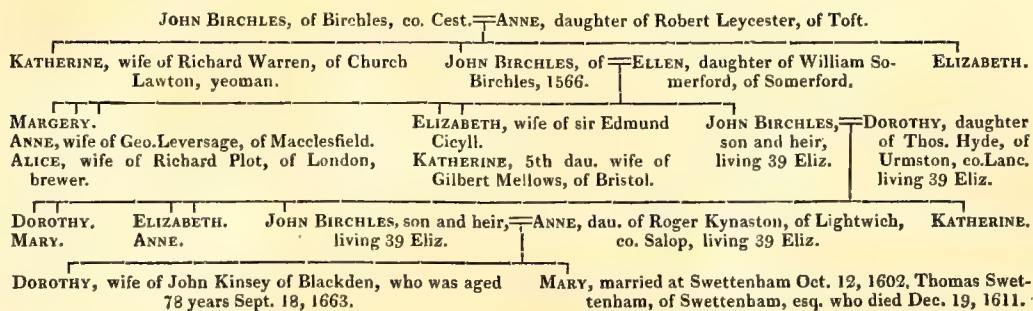 JOHN BIRCHLES, of Birchles, co. Cest. ANNE, daughter of Robert Leycester, of Toft.
KATHERINE, wife of Richard Warren, of Church
Lawton, yeoman.
JOHN BIRCHLES, of
Birchles, 1566.
ELLEN, daughter of William So-
merford, of Somerford.
ELIZABETH.
MARGERY.
ANNE, wife of Geo. Leversage, of Macclesfield.
ALICE, wife of Richard Plot, of London,
brewer.
ELIZABETH, wife of sir Edmund
Cicyll.
KATHERINE, 5th dau. wife of
Gilbert Mellows, of Bristol.
JOHN BIRCHLES,
son and heir,
living 39 Eliz.
DOROTHY, daughter
of Thos. Hyde, of
Urmston, co. Lanc.
living 39 Eliz.
DOROTHY.
MARY.
ELIZABETH.
ANNE.
JOHN BIRCHLES, son and heir,
living 39 Eliz.
ANNE, dau. of Roger Kynaston, of Lightwich,
co. Salop, living 39 Eliz.
KATHERINE.
DOROTHY, wife of John Kinsey of Blackden, who was aged
78 years Sept. 18, 1663.
MARY, married at Swettenham Oct. 12, 1602, Thomas Swet-
tenham, of Swettenham, esq. who died Dec. 19, 1611.